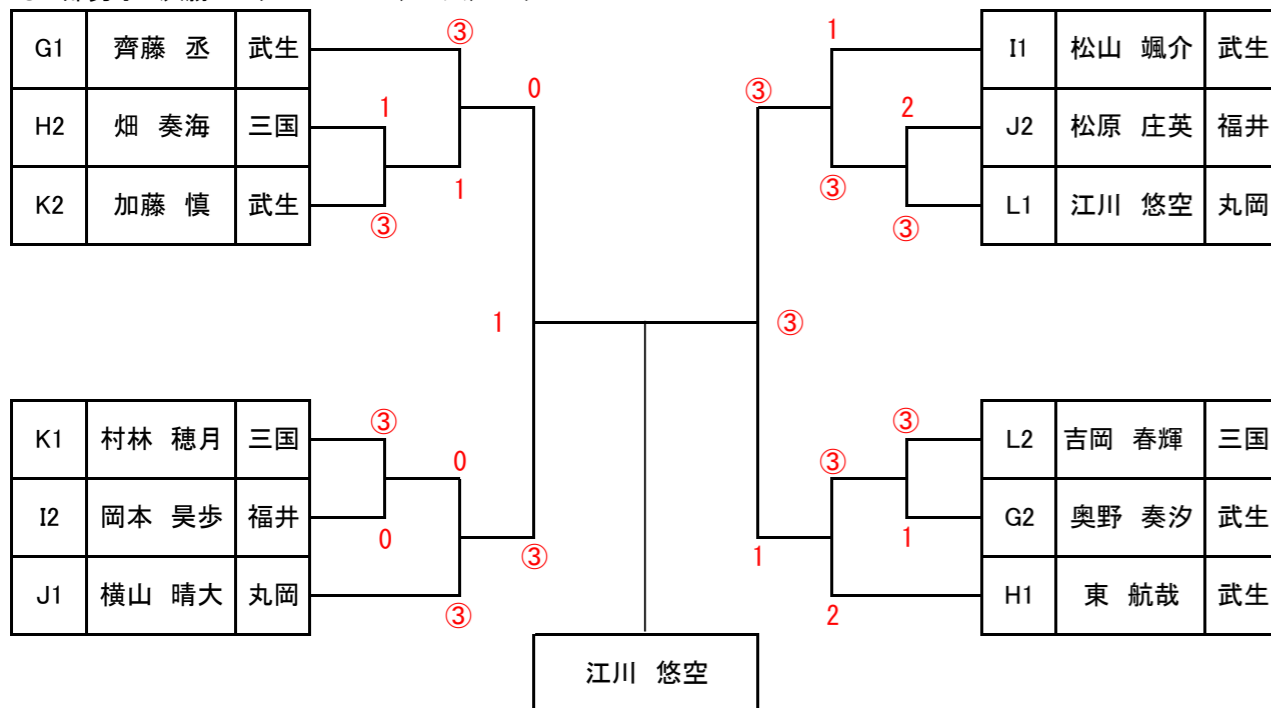 G1 齊藤 丞 武生
H2 畑 奏海 三国
K2 加藤 慎 武生
③
1
0
1
③
1
I1 松山 颯介 武生
J2 松原 庄英 福井
L1 江川 悠空 丸岡
1
③
2
③
③
1
③
K1 村林 穂月 三国
I2 岡本 昊歩 福井
J1 横山 晴大 丸岡
③
0
0
③
③
L2 吉岡 春輝 三国
G2 奥野 奏汐 武生
H1 東 航哉 武生
③
③
1
1
2
江川 悠空